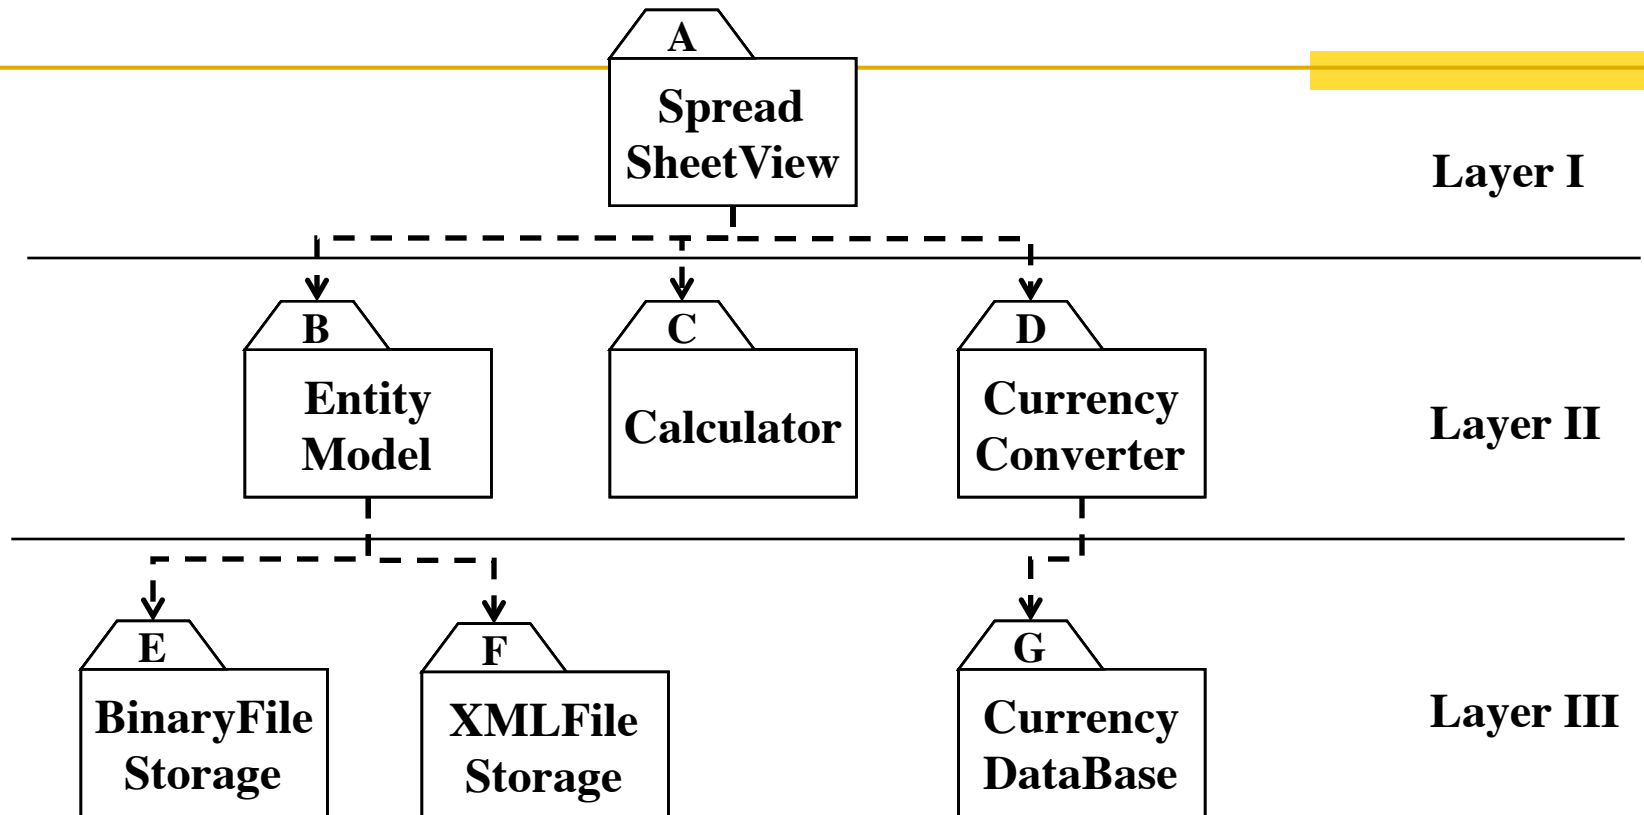 A
Spread
SheetView
Layer I
B
C
D
Entity
Model
Calculator
Currency
Converter
Layer II
E
F
G
BinaryFile
Storage
XMLFile
Storage
Currency
DataBase
Layer III